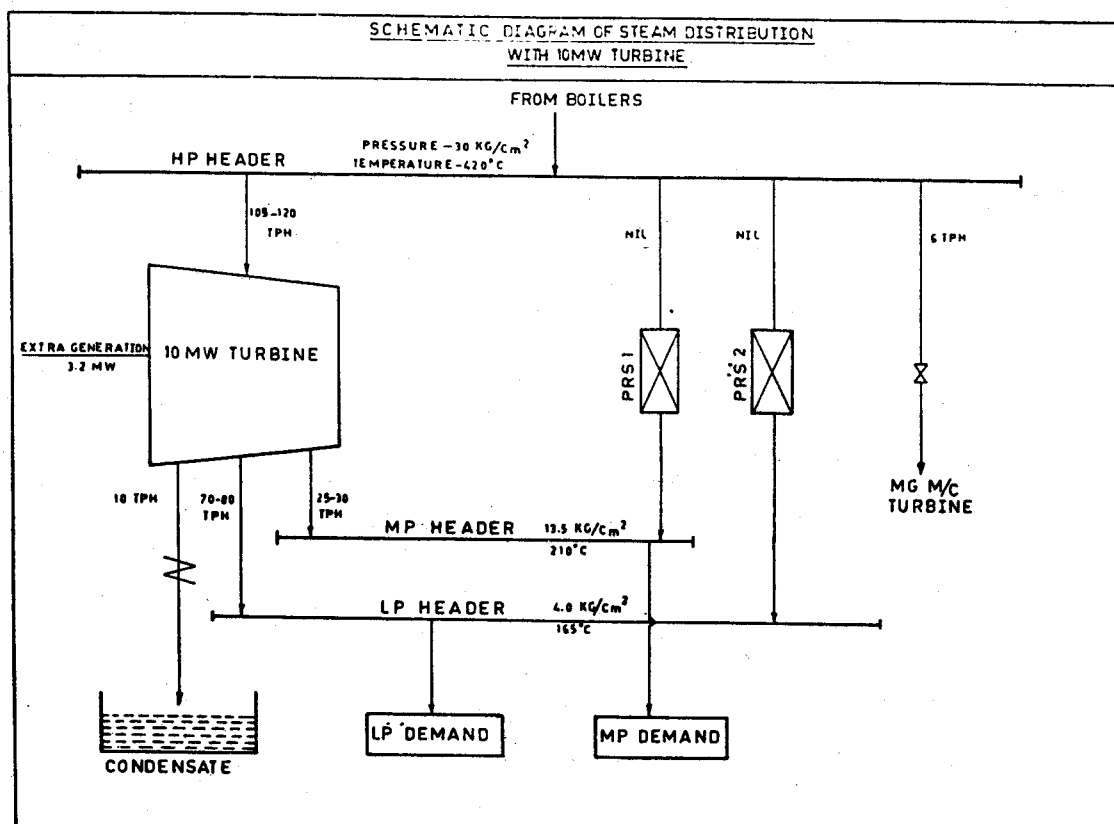 SCHEMATIC DIAGRAM OF STEAM DISTRIBUTION
WITH 10MW TURBINE
FROM BOILERS
PRESSURE -30 KG/Cm²
TEMPERATURE-420°C
HP HEADER
105-120
TPH
NIL
NIL
6 TPH
EXTRA GENERATION
3.2 MW
10 MW TURBINE
PRS 1
PRS 2
10 TPH
70-80
TPH
25-30
TPH
MG M/C
TURBINE
MP HEADER
13.5 KG/Cm²
210°C
LP HEADER
4.0 KG/Cm²
165°C
LP DEMAND
MP DEMAND
CONDENSATE